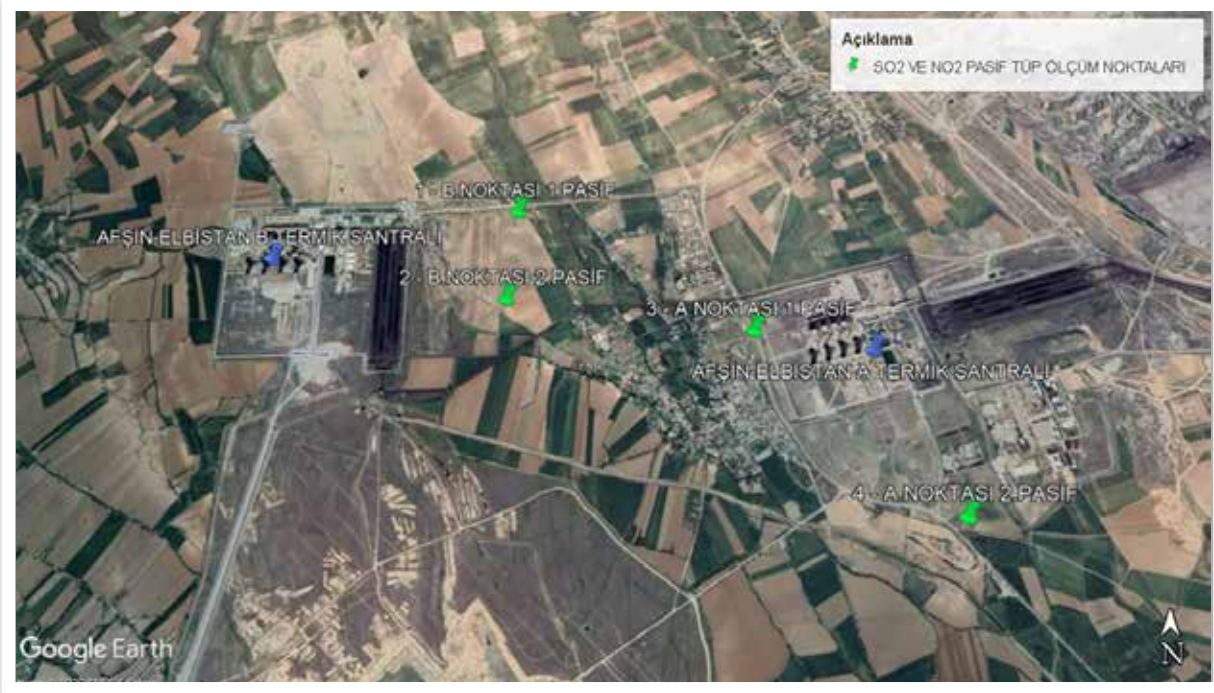 Açıklama
SO2 VE NO2 PASİF TÜP ÖLÇÜM NOKTALARI
1 - B.NOKTASI 1.PASİF
AFŞİN-ELBİSTAN B TERMİK SANTRALİ
2 - B.NOKTASI 2.PASİF
3 - A NOKTASI 1.PASİF
AFŞİN-ELBİSTAN A TERMİK SANTRALİ
4 - A.NOKTASI 2.PASİF
Google Earth
N